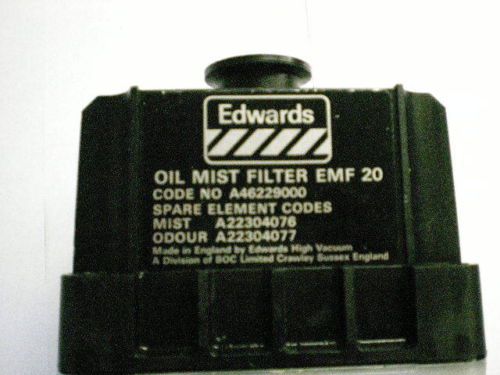 Edwards
OIL MIST FILTER EMF 20
CODE NO A46229000
SPARE ELEMENT CODES
MIST A22304076
ODOUR A22304077
Made in England by Edwards High Vacuum
A Division of BOC Limited Crawley Sussex England